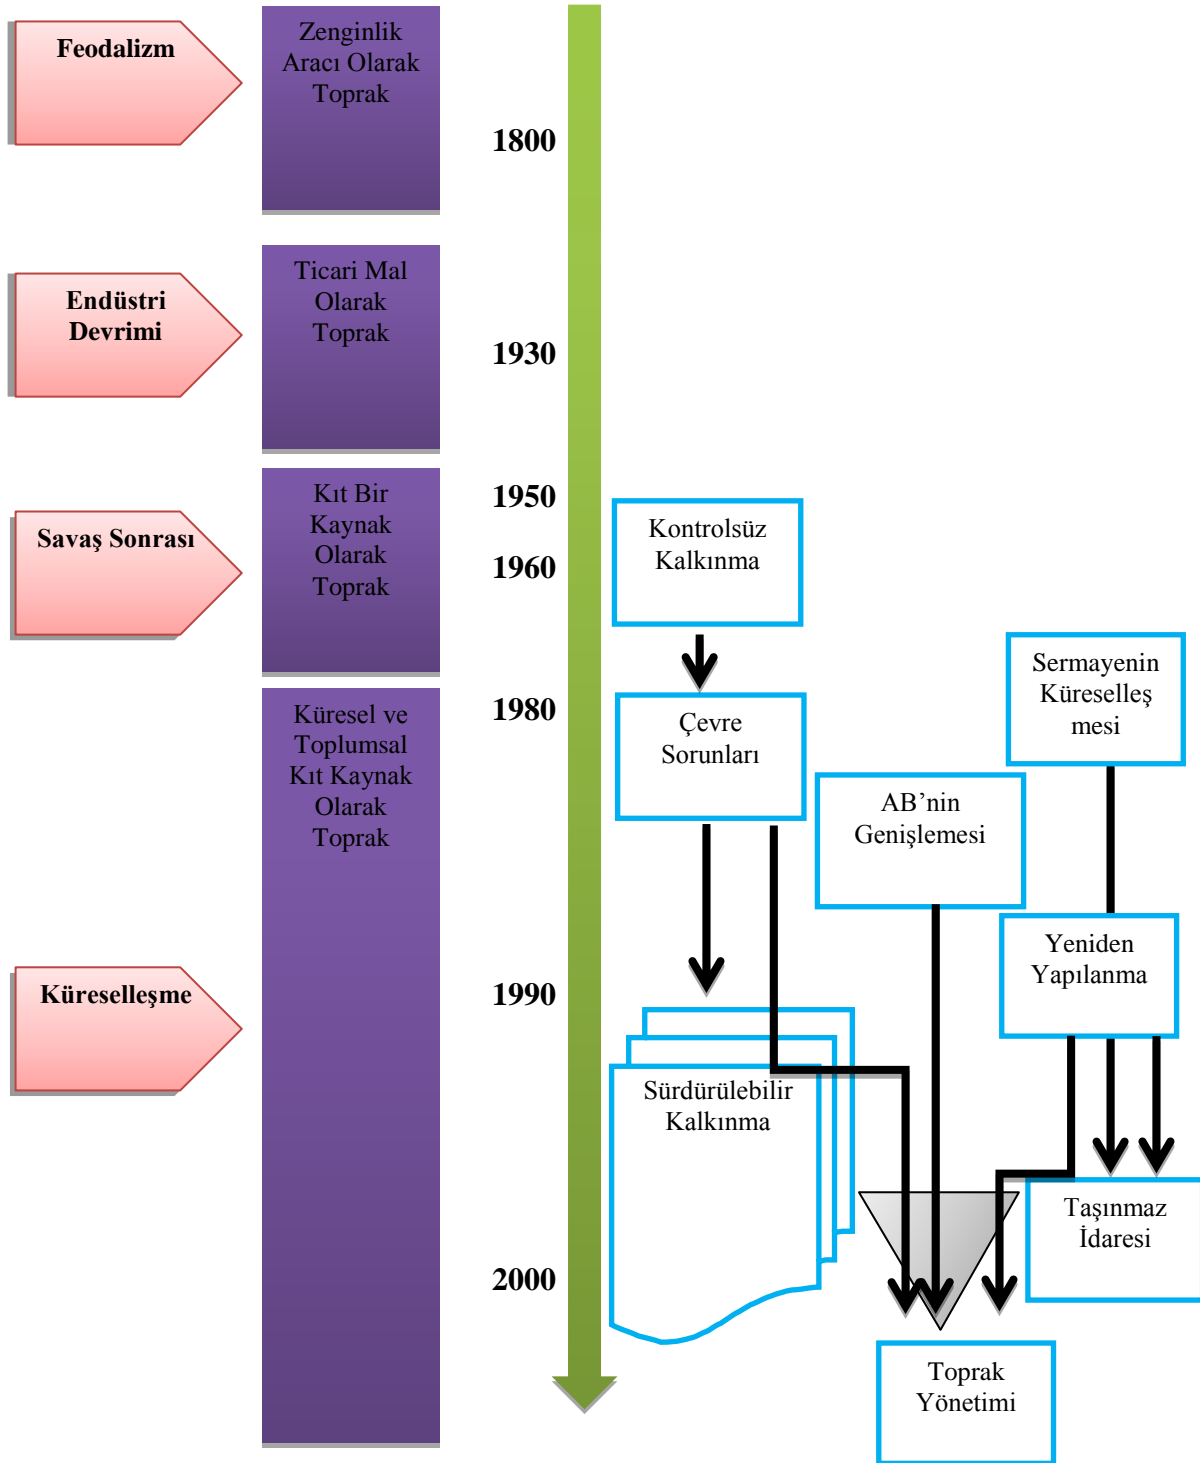 Feodalizm
Zenginlik
Aracı Olarak
Toprak
1800
Endüstri
Devrimi
Ticari Mal
Olarak
Toprak
1930
Savaş Sonrası
Kıt Bir
Kaynak
Olarak
Toprak
1950
1960
Kontrolsüz
Kalkınma
Sermayenin
Küreselleş
mesi
Küresel ve
Toplumsal
Kıt Kaynak
Olarak
Toprak
1980
Çevre
Sorunları
AB’nin
Genişlemesi
Yeniden
Yapılanma
Küreselleşme
1990
Sürdürülebilir
Kalkınma
Taşınmaz
İdaresi
2000
Toprak
Yönetimi